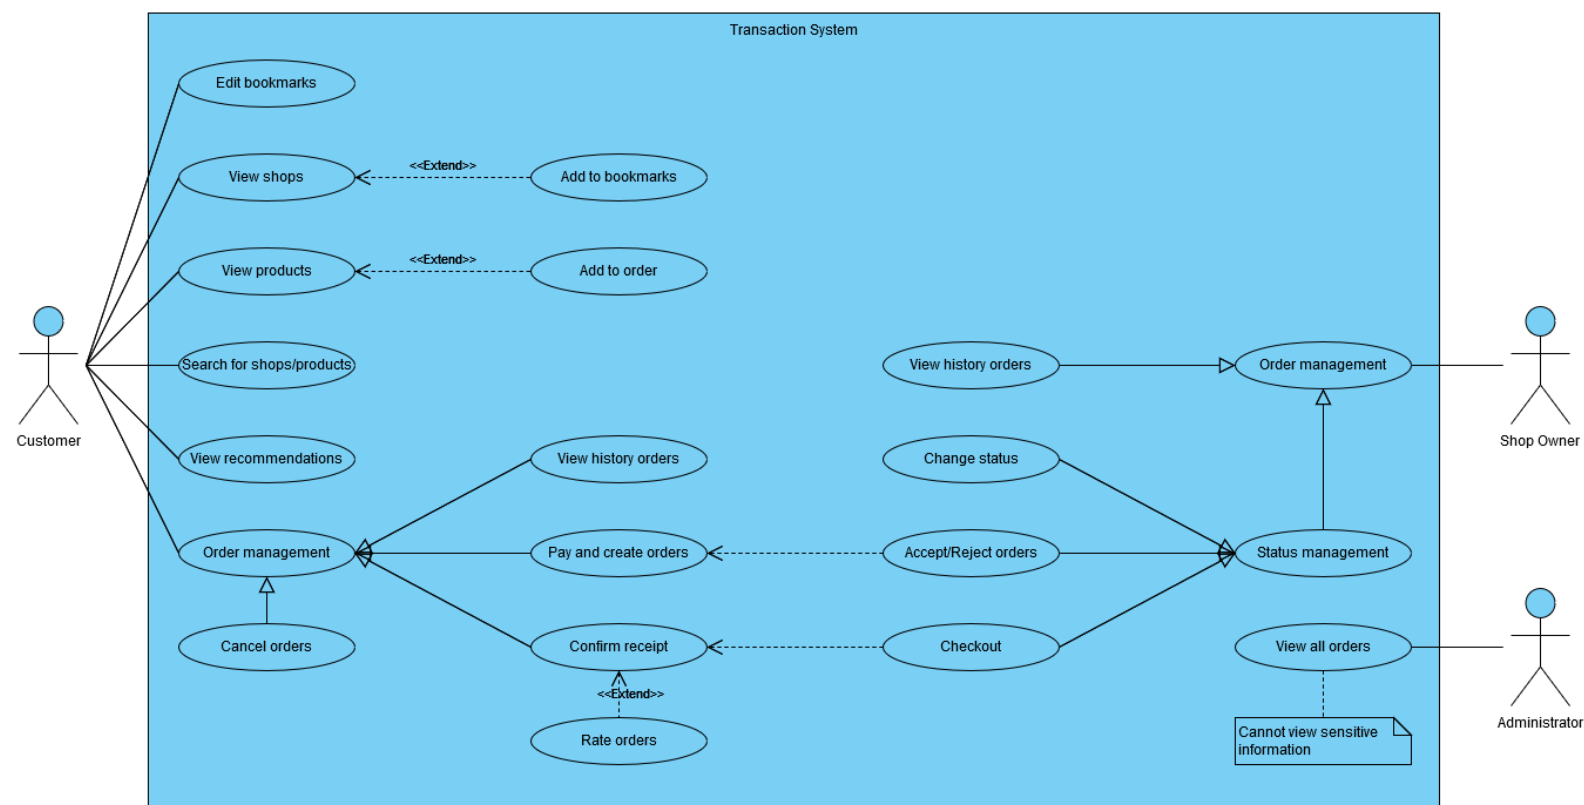 Transaction System
Edit bookmarks
View shops
<<Extend>>
Add to bookmarks
View products
<<Extend>>
Add to order
Customer
Search for shops/products
View history orders
Order management
Shop Owner
View recommendations
View history orders
Change status
Order management
Pay and create orders
Accept/Reject orders
Status management
Cancel orders
Confirm receipt
Checkout
View all orders
<<Extend>>
Rate orders
Cannot view sensitive
information
Administrator